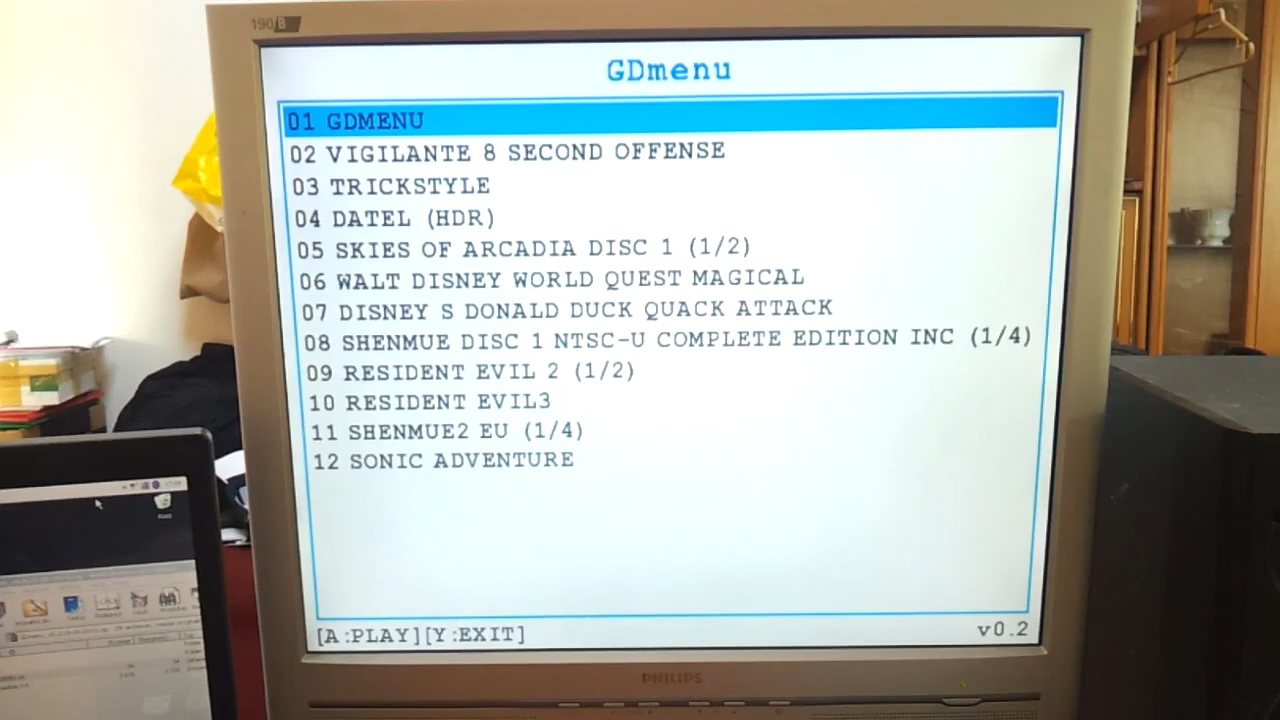 190B
GDmenu
01 GDMENU
02 VIGILANTE 8 SECOND OFFENSE
03 TRICKSTYLE
04 DATEL (HDR)
05 SKIES OF ARCADIA DISC 1 (1/2)
06 WALT DISNEY WORLD QUEST MAGICAL
07 DISNEY S DONALD DUCK QUACK ATTACK
08 SHENMUE DISC 1 NTSC-U COMPLETE EDITION INC (1/4)
09 RESIDENT EVIL 2 (1/2)
10 RESIDENT EVIL3
11 SHENMUE2 EU (1/4)
12 SONIC ADVENTURE
[A:PLAY][Y:EXIT]
v0.2
PHILIPS